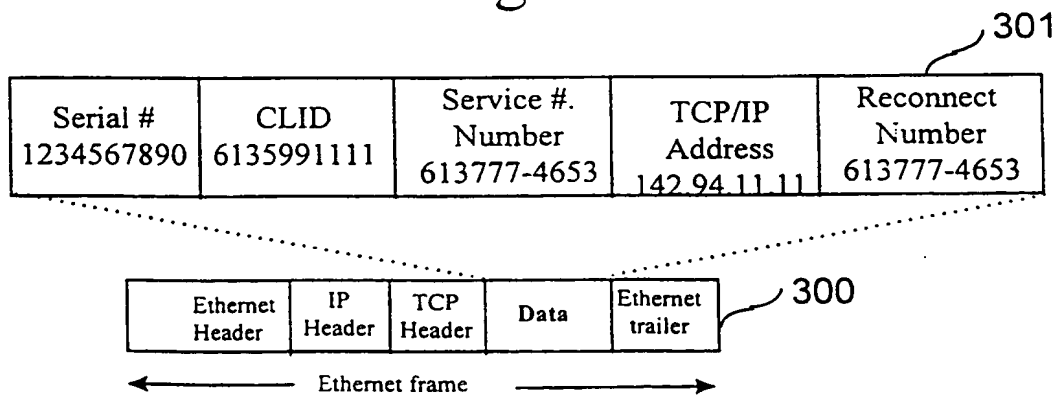 301
Serial #
1234567890
CLID
6135991111
Service #.
Number
613777-4653
TCP/IP
Address
142.94.11.11
Reconnect
Number
613777-4653
Ethernet
Header
IP
Header
TCP
Header
Data
Ethernet
trailer
300
Ethernet frame